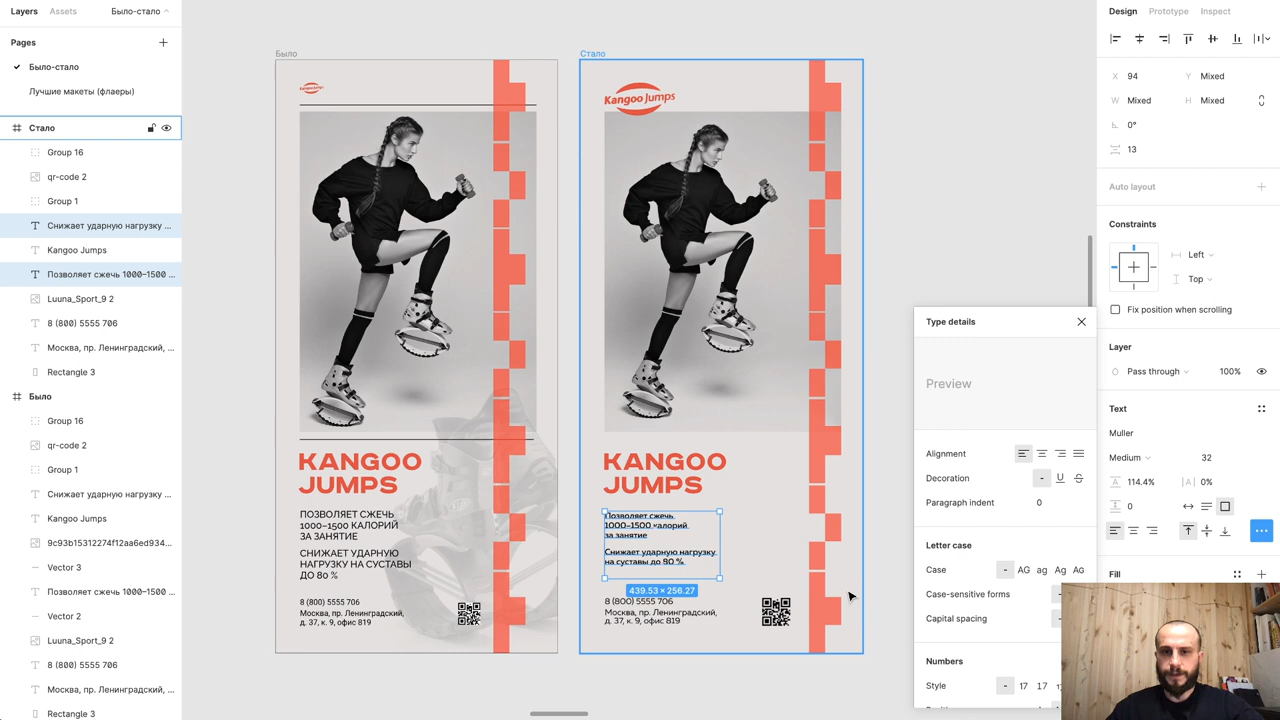 Layers
Assets
Было-стало
Design
Prototype
Inspect
Pages
Было-стало
Лучшие макеты (флаеры)
Стало
Group 16
qr-code 2
Group 1
Снижает ударную нагрузку ...
Kangoo Jumps
Позволяет сжечь 1000–1500 ...
Luuna_Sport_9 2
8 (800) 5555 706
Москва, пр. Ленинградский, ...
Rectangle 3
Было
Group 16
qr-code 2
Group 1
Снижает ударную нагрузку ...
Kangoo Jumps
9c93b15312274f12aa6ed934...
Vector 3
Позволяет сжечь 1000–1500 ...
Vector 2
Luuna_Sport_9 2
8 (800) 5555 706
Москва, пр. Ленинградский, ...
Rectangle 3
Было
Kangoo Jumps
KANGOO
JUMPS
ПОЗВОЛЯЕТ СЖЕЧЬ
1000–1500 КАЛОРИЙ
ЗА ЗАНЯТИЕ
СНИЖАЕТ УДАРНУЮ
НАГРУЗКУ НА СУСТАВЫ
ДО 80 %
8 (800) 5555 706
Москва, пр. Ленинградский,
д. 37, к. 9, офис 819
Стало
Kangoo Jumps
KANGOO
JUMPS
Позволяет сжечь
1000–1500 калорий
за занятие
Снижает ударную нагрузку
на суставы до 80 %
439.53 × 256.27
8 (800) 5555 706
Москва, пр. Ленинградский,
д. 37, к. 9, офис 819
X 94
Y Mixed
W Mixed
H Mixed
0°
13
Auto layout
Constraints
Left
Top
Fix position when scrolling
Layer
Pass through
100%
Text
Muller
Medium
32
A 114.4%
|A| 0%
0
Fill
Type details
Preview
Alignment
Decoration
- U S
Paragraph indent
0
Letter case
Case
- AG ag Ag AG
Case-sensitive forms
-
Capital spacing
-
Numbers
Style
- 17 17